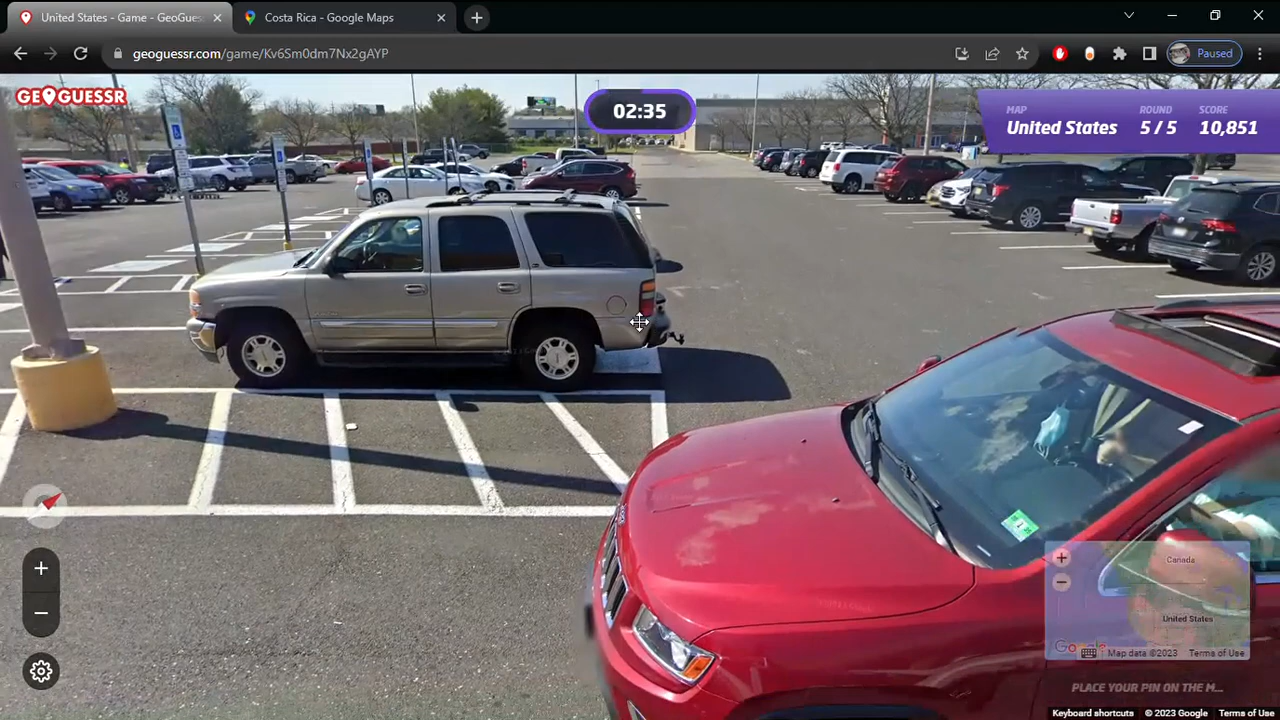 United States - Game - GeoGues
Costa Rica - Google Maps
geoguessr.com/game/Kv6Sm0dm7Nx2gAYP
Paused
GEOGUESSR
02:35
MAP
United States
ROUND
5 / 5
SCORE
10,851
Canada
United States
Google
Map data ©2023
Terms of Use
PLACE YOUR PIN ON THE M...
Keyboard shortcuts
© 2023 Google
Terms of Use